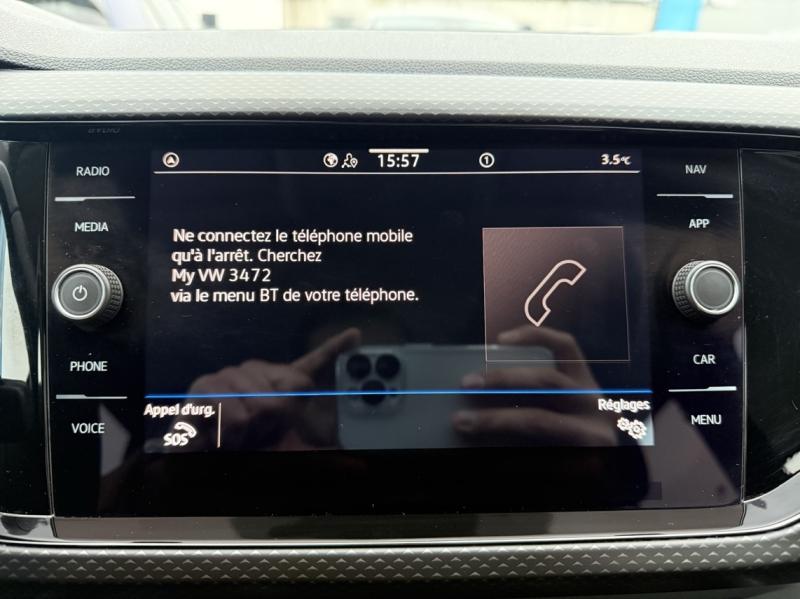 RADIO
MEDIA
PHONE
VOICE
15:57
1
3.5°C
Ne connectez le téléphone mobile
qu'à l'arrêt. Cherchez
My VW 3472
via le menu BT de votre téléphone.
Appel d'urg.
SOS
Réglages
NAV
APP
CAR
MENU